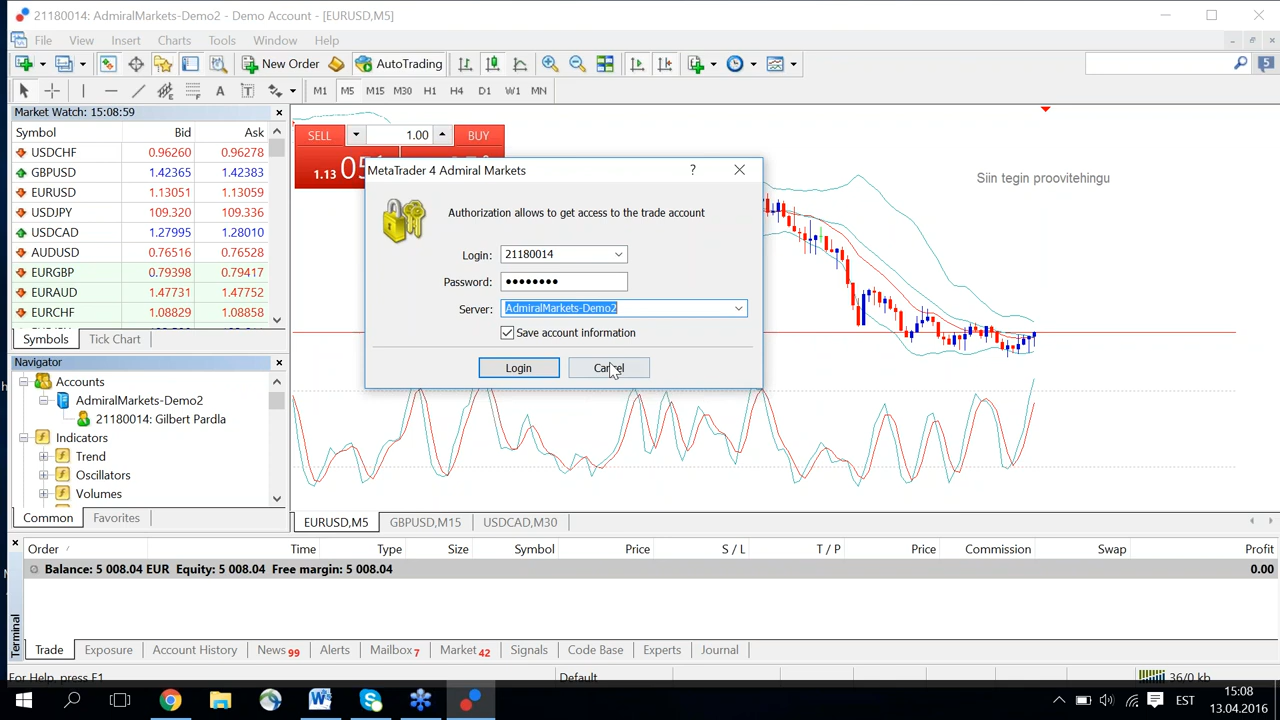 21180014: AdmiralMarkets-Demo2 - Demo Account - [EURUSD,M5]
File View Insert Charts Tools Window Help
New Order AutoTrading
A T M1 M5 M15 M30 H1 H4 D1 W1 MN
Market Watch: 15:08:59
Symbol Bid Ask
USDCHF 0.96260 0.96278
GBPUSD 1.42365 1.42383
EURUSD 1.13051 1.13059
USDJPY 109.320 109.336
USDCAD 1.27995 1.28010
AUDUSD 0.76516 0.76528
EURGBP 0.79398 0.79417
EURAUD 1.47731 1.47752
EURCHF 1.08829 1.08858
Symbols Tick Chart
Navigator
Accounts
AdmiralMarkets-Demo2
21180014: Gilbert Pardla
Indicators
Trend
Oscillators
Volumes
Common Favorites
SELL 1.00 BUY
1.13
Siin tegin proovitehingu
MetaTrader 4 Admiral Markets ?
Authorization allows to get access to the trade account
Login: 21180014
Password: ••••••••
Server: AdmiralMarkets-Demo2
Save account information
Login Cancel
EURUSD,M5 GBPUSD,M15 USDCAD,M30
Order / Time Type Size Symbol Price S / L T / P Price Commission Swap Profit
Balance: 5 008.04 EUR Equity: 5 008.04 Free margin: 5 008.04 0.00
Terminal
Trade Exposure Account History News 99 Alerts Mailbox 7 Market 42 Signals Code Base Experts Journal
For Help, press F1 Default 36/0 kb
EST 15:08
13.04.2016